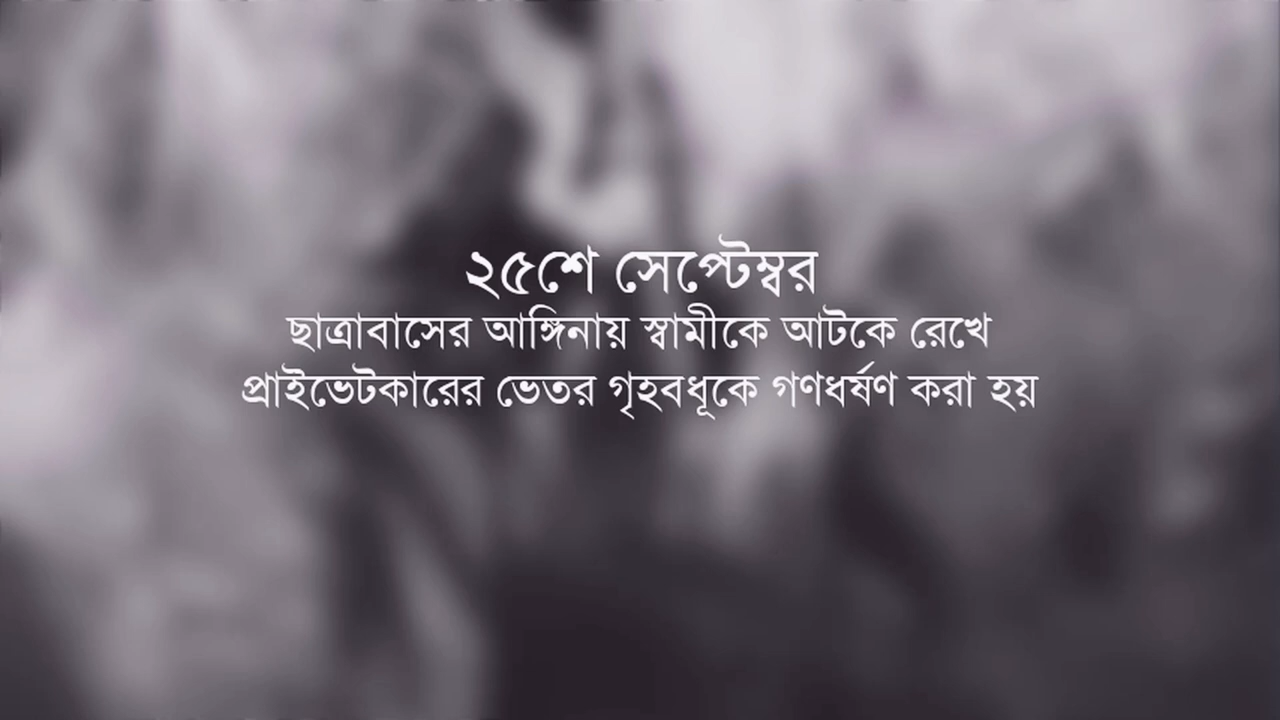 ২৫শে সেপ্টেম্বর
ছাত্রাবাসের আঙ্গিনায় স্বামীকে আটকে রেখে
প্রাইভেটকারের ভেতর গৃহবধূকে গণধর্ষণ করা হয়